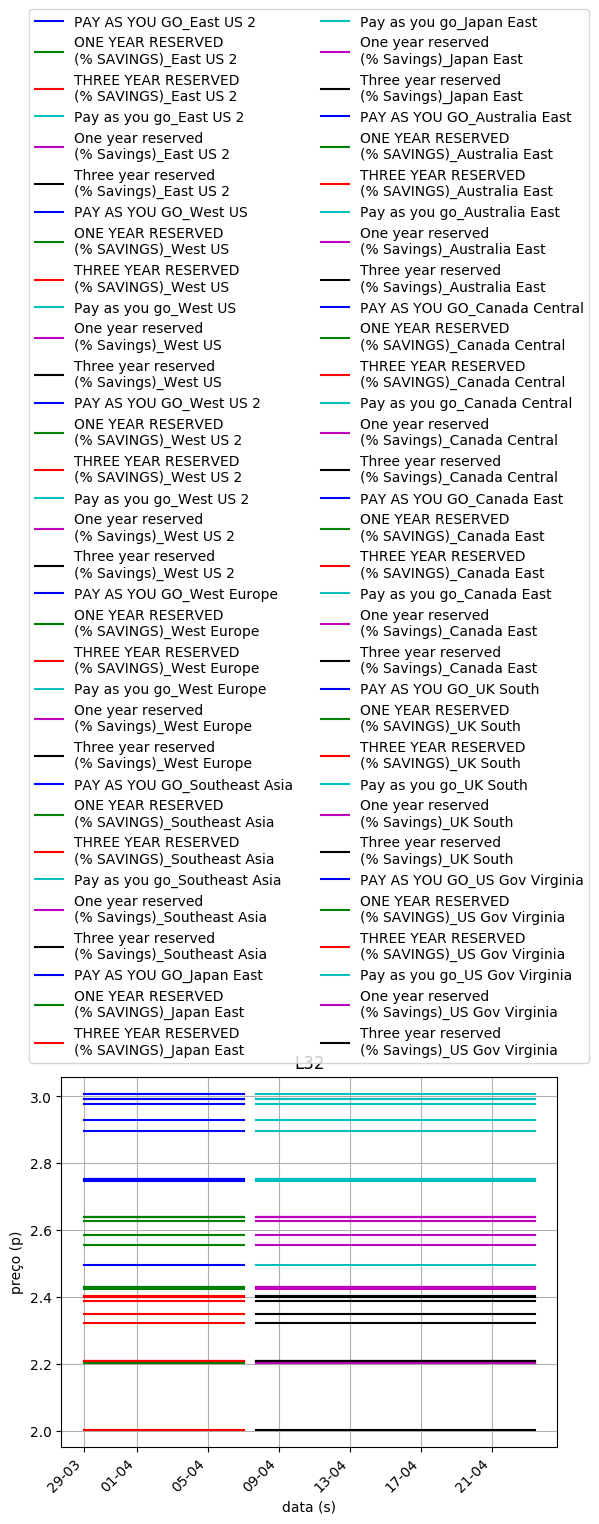 PAY AS YOU GO_East US 2
ONE YEAR RESERVED
(% SAVINGS)_East US 2
THREE YEAR RESERVED
(% SAVINGS)_East US 2
Pay as you go_East US 2
One year reserved
(% Savings)_East US 2
Three year reserved
(% Savings)_East US 2
PAY AS YOU GO_West US
ONE YEAR RESERVED
(% SAVINGS)_West US
THREE YEAR RESERVED
(% SAVINGS)_West US
Pay as you go_West US
One year reserved
(% Savings)_West US
Three year reserved
(% Savings)_West US
PAY AS YOU GO_West US 2
ONE YEAR RESERVED
(% SAVINGS)_West US 2
THREE YEAR RESERVED
(% SAVINGS)_West US 2
Pay as you go_West US 2
One year reserved
(% Savings)_West US 2
Three year reserved
(% Savings)_West US 2
PAY AS YOU GO_West Europe
ONE YEAR RESERVED
(% SAVINGS)_West Europe
THREE YEAR RESERVED
(% SAVINGS)_West Europe
Pay as you go_West Europe
One year reserved
(% Savings)_West Europe
Three year reserved
(% Savings)_West Europe
PAY AS YOU GO_Southeast Asia
ONE YEAR RESERVED
(% SAVINGS)_Southeast Asia
THREE YEAR RESERVED
(% SAVINGS)_Southeast Asia
Pay as you go_Southeast Asia
One year reserved
(% Savings)_Southeast Asia
Three year reserved
(% Savings)_Southeast Asia
PAY AS YOU GO_Japan East
ONE YEAR RESERVED
(% SAVINGS)_Japan East
THREE YEAR RESERVED
(% SAVINGS)_Japan East
Pay as you go_Japan East
One year reserved
(% Savings)_Japan East
Three year reserved
(% Savings)_Japan East
PAY AS YOU GO_Australia East
ONE YEAR RESERVED
(% SAVINGS)_Australia East
THREE YEAR RESERVED
(% SAVINGS)_Australia East
Pay as you go_Australia East
One year reserved
(% Savings)_Australia East
Three year reserved
(% Savings)_Australia East
PAY AS YOU GO_Canada Central
ONE YEAR RESERVED
(% SAVINGS)_Canada Central
THREE YEAR RESERVED
(% SAVINGS)_Canada Central
Pay as you go_Canada Central
One year reserved
(% Savings)_Canada Central
Three year reserved
(% Savings)_Canada Central
PAY AS YOU GO_Canada East
ONE YEAR RESERVED
(% SAVINGS)_Canada East
THREE YEAR RESERVED
(% SAVINGS)_Canada East
Pay as you go_Canada East
One year reserved
(% Savings)_Canada East
Three year reserved
(% Savings)_Canada East
PAY AS YOU GO_UK South
ONE YEAR RESERVED
(% SAVINGS)_UK South
THREE YEAR RESERVED
(% SAVINGS)_UK South
Pay as you go_UK South
One year reserved
(% Savings)_UK South
Three year reserved
(% Savings)_UK South
PAY AS YOU GO_US Gov Virginia
ONE YEAR RESERVED
(% SAVINGS)_US Gov Virginia
THREE YEAR RESERVED
(% SAVINGS)_US Gov Virginia
Pay as you go_US Gov Virginia
One year reserved
(% Savings)_US Gov Virginia
Three year reserved
(% Savings)_US Gov Virginia
L32
3.0
2.8
2.6
2.4
2.2
2.0
preço (p)
29-03
01-04
05-04
09-04
13-04
17-04
21-04
data (s)